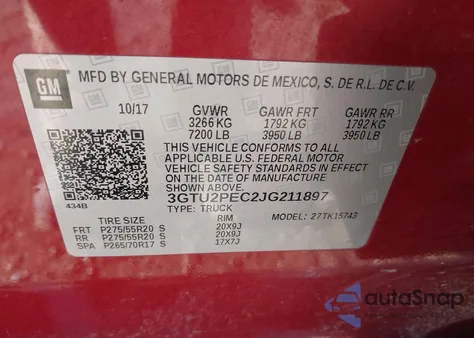 GM
MFD BY GENERAL MOTORS DE MEXICO, S. DE R.L. DE C.V.
10/17 GVWR GAWR FRT GAWR RR
3266 KG 1792 KG 1792 KG
7200 LB 3950 LB 3950 LB
THIS VEHICLE CONFORMS TO ALL
APPLICABLE U.S. FEDERAL MOTOR
VEHICLE SAFETY STANDARDS IN EFFECT
ON THE DATE OF MANUFACTURE
SHOWN ABOVE.
434B
3GTU2PEC2JG211897
TYPE: TRUCK MODEL: 27TK15743
TIRE SIZE RIM
FRT P275/55R20 S 20X9J
RR P275/55R20 S 20X9J
SPA P265/70R17 S 17X7J
autoSnap